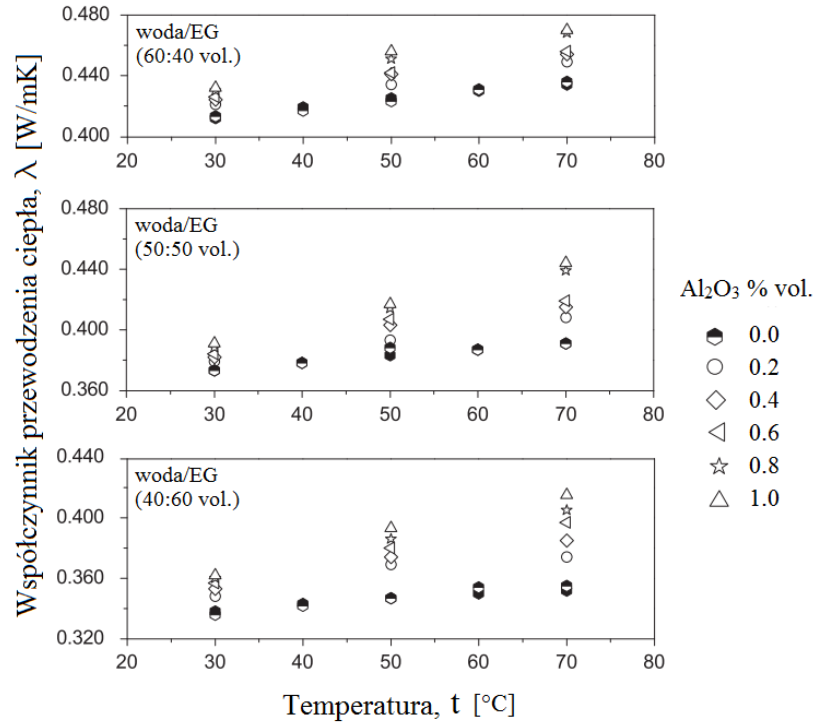 Współczynnik przewodzenia ciepła, λ [W/mK]
woda/EG
(60:40 vol.)
0.480
0.440
0.400
20 30 40 50 60 70 80
woda/EG
(50:50 vol.)
0.480
0.440
0.400
0.360
20 30 40 50 60 70 80
woda/EG
(40:60 vol.)
0.440
0.400
0.360
0.320
20 30 40 50 60 70 80
Temperatura, t [°C]
Al₂O₃ % vol.
0.0
0.2
0.4
0.6
0.8
1.0